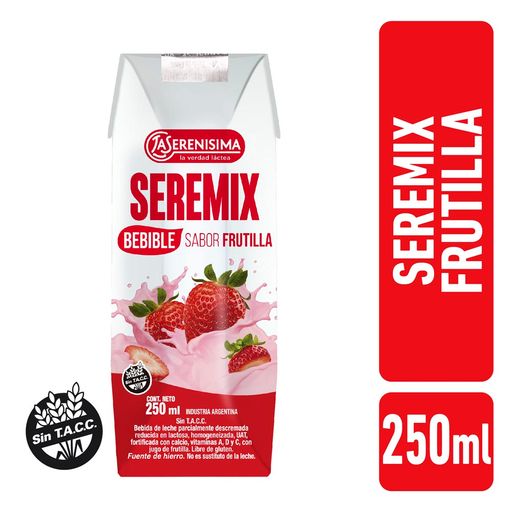 LASERENISIMA
la verdad láctea
SEREMIX
BEBIBLE SABOR FRUTILLA
Sin T.A.C.C.
CONT. NETO
250 ml INDUSTRIA ARGENTINA
Sin T.A.C.C.
Bebida de leche parcialmente descremada
reducida en lactosa, homogeneizada, UAT,
fortificada con calcio, vitaminas A, D y C, con
jugo de frutilla. Libre de gluten.
Fuente de hierro. No es sustituto de la leche.
Sin T.A.C.C.
SEREMIX
FRUTILLA
250ml